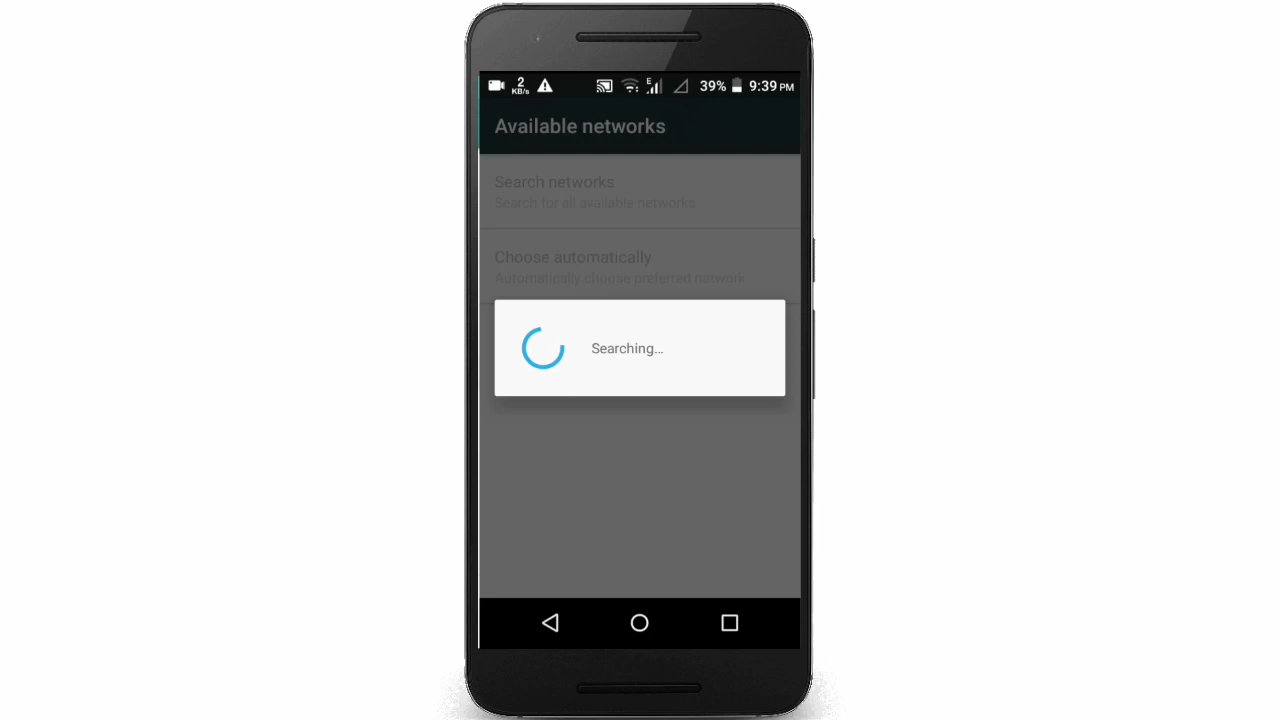 2 KB/s E 39% 9:39 PM
Available networks
Search networks
Search for all available networks
Choose automatically
Automatically choose preferred network
Searching...